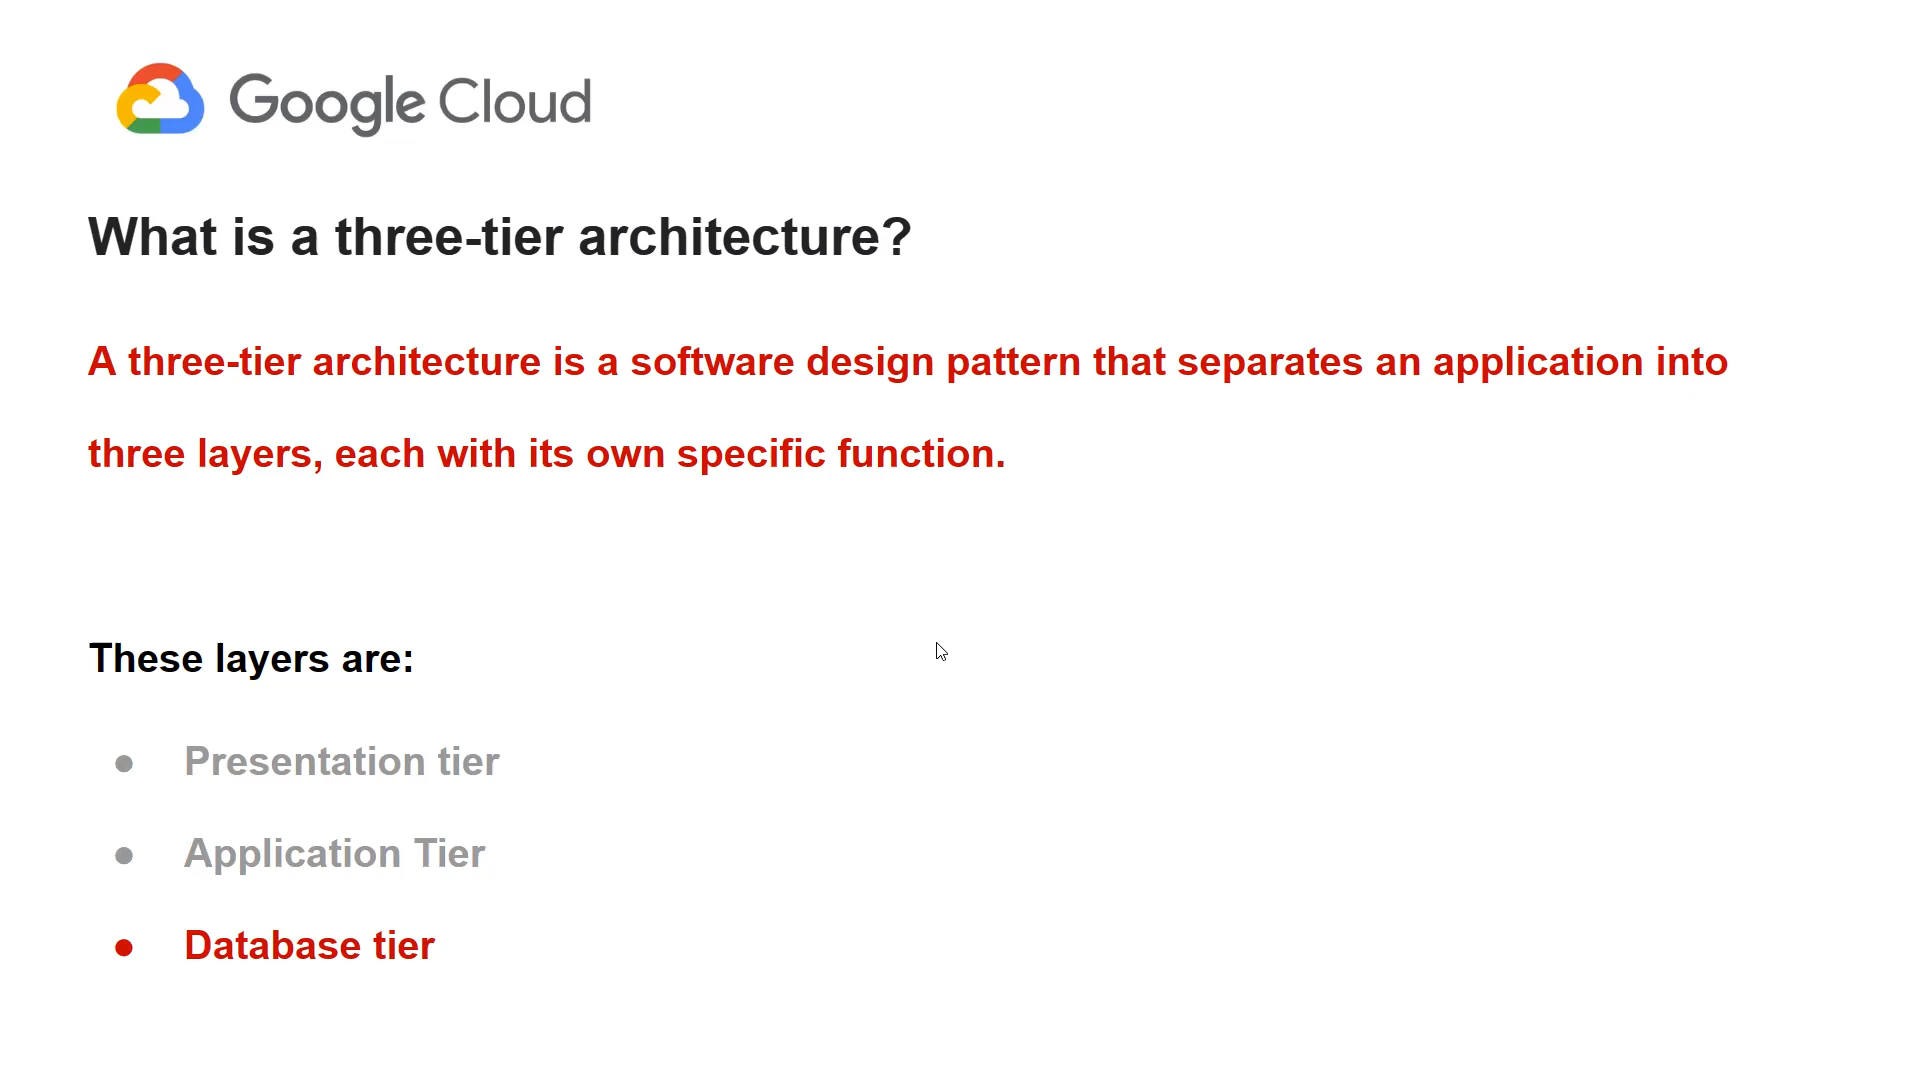 Google Cloud
What is a three-tier architecture?
A three-tier architecture is a software design pattern that separates an application into
three layers, each with its own specific function.
These layers are:
● Presentation tier
● Application Tier
● Database tier